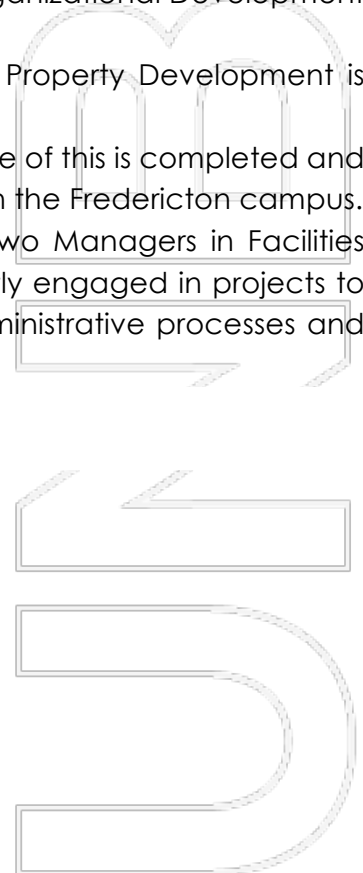 ganizational Development
Property Development is
e of this is completed and
n the Fredericton campus.
wo Managers in Facilities
ly engaged in projects to
ministrative processes and
UNB